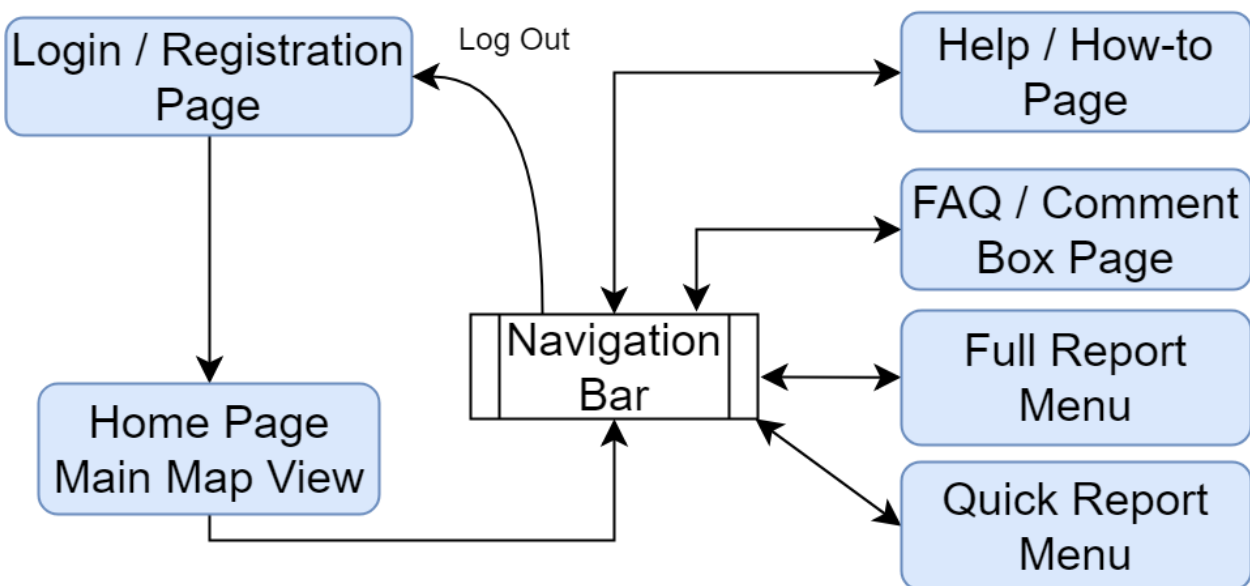 Login / Registration
Page
Log Out
Help / How-to
Page
FAQ / Comment
Box Page
Navigation
Bar
Full Report
Menu
Home Page
Main Map View
Quick Report
Menu